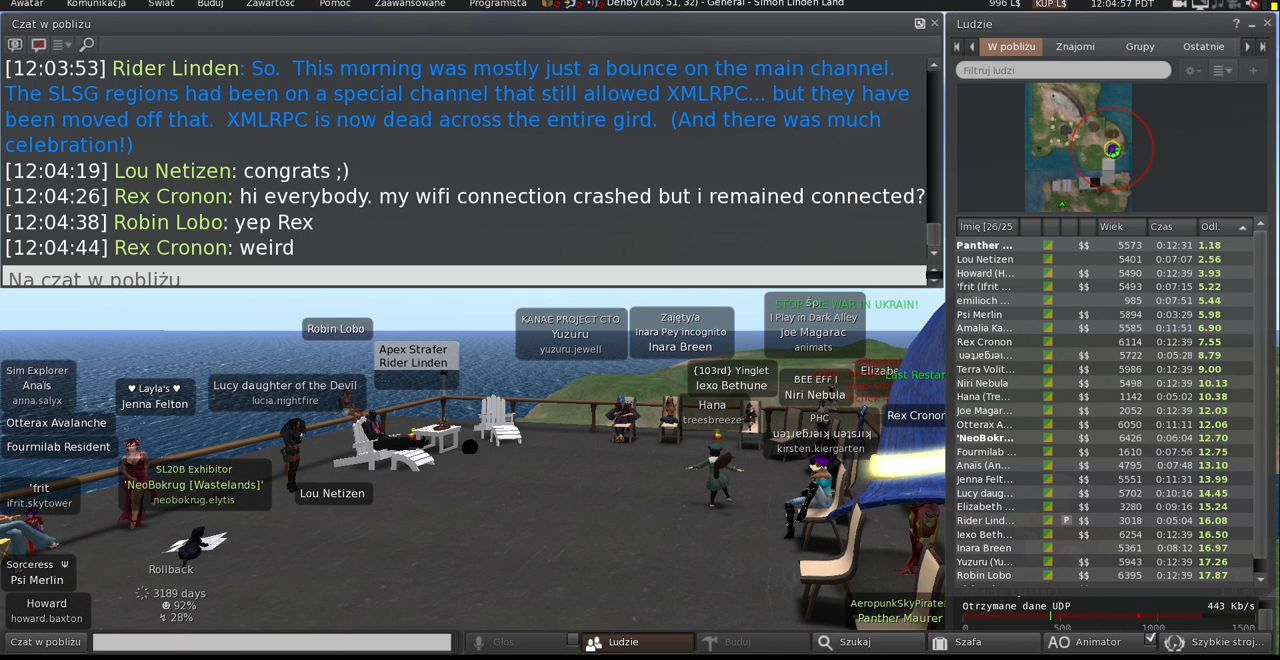 Awatar Komunikacja Świat Buduj Zawartość Pomoc Zaawansowane Programista Denby (208, 51, 32) - General - Simon Linden Land 996 L$ KUP L$ 12:04:57 PDT
Czat w pobliżu
[12:03:53] Rider Linden: So. This morning was mostly just a bounce on the main channel.
The SLSG regions had been on a special channel that still allowed XMLRPC... but they have
been moved off that. XMLRPC is now dead across the entire gird. (And there was much
celebration!)
[12:04:19] Lou Netizen: congrats ;)
[12:04:26] Rex Cronon: hi everybody. my wifi connection crashed but i remained connected?
[12:04:38] Robin Lobo: yep Rex
[12:04:44] Rex Cronon: weird
Na czat w pobliżu
STOP THE WAR IN UKRAIN!
Robin Lobo
KANAE PROJECT CTO
Yuzuru
yuzuru.jewell
Zajęty/a
Inara Pey incognito
Inara Breen
Śpi
I Play in Dark Alley
Joe Magarac
animats
Apex Strafer
Rider Linden
Sim Explorer
Anaïs
anna.salyx
♥ Layla's ♥
Jenna Felton
Lucy daughter of the Devil
lucia.nightfire
{103rd} Yinglet
Iexo Bethune
BEE EFF I
Niri Nebula
Elizabe
Last Restar
Hana
treesbreeze
Rex Cronon
PHC
kirsten.kiergarten
Otterax Avalanche
Fourmilab Resident
SL20B Exhibitor
'NeoBokrug [Wastelands]'
neobokrug.elytis
Lou Netizen
'frit
ifrit.skytower
Rollback
3189 days
92%
28%
Sorceress Ψ
Psi Merlin
Howard
howard.baxton
AeropunkSkyPirate
Panther Maurer
Ludzie
W pobliżu Znajomi Grupy Ostatnie
Filtruj ludzi
Imię [26/25 Wiek Czas Odl.
Panther ... $$ 5573 0:12:31 1.18
Lou Netizen 5401 0:07:07 2.56
Howard (H... $$ 5490 0:12:39 3.93
'frit (Ifrit ... $$ 5493 0:07:15 5.22
emilioch ... 985 0:07:51 5.44
Psi Merlin $$ 5894 0:03:29 5.98
Amalia Ka... $$ 5585 0:11:51 6.90
Rex Cronon 6114 0:12:39 7.55
$$ 5722 0:05:28 8.79
Terra Volit... $$ 5986 0:12:39 9.00
Niri Nebula $$ 5498 0:12:39 10.13
Hana (Tre... $$ 1142 0:05:02 10.38
Joe Magar... $$ 2052 0:12:39 12.03
Otterax A... $$ 6050 0:11:11 12.06
'NeoBokr... $$ 6426 0:06:04 12.70
Fourmilab ... $$ 1610 0:07:56 12.75
Anaïs (An... $$ 4795 0:07:48 13.10
Jenna Felt... $$ 5551 0:11:31 13.99
Lucy daug... $$ 5702 0:10:16 14.45
Elizabeth ... $$ 3280 0:09:16 15.24
Rider Lind... P $$ 3018 0:05:04 16.08
Iexo Beth... $$ 6254 0:12:39 16.50
Inara Breen 5361 0:08:12 16.97
Yuzuru (Yu... $$ 5943 0:12:39 17.26
Robin Lobo $$ 6395 0:12:39 17.87
Otrzymane dane UDP 443 Kb/s
0 500 1000 1500
Czat w pobliżu Głos Ludzie Buduj Szukaj Szafa AO Animator Szybkie stroj...